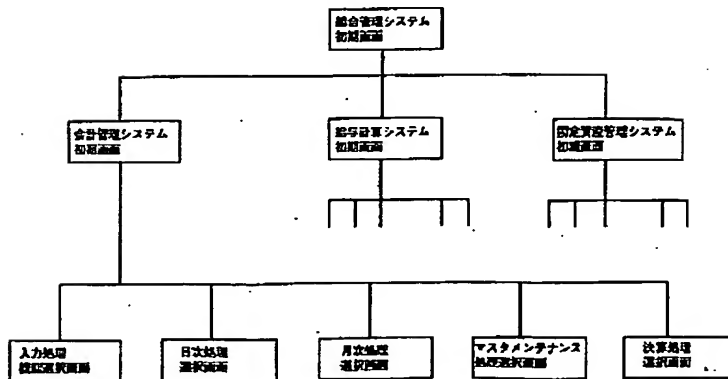 総合管理システム
初期画面
会計管理システム
初期画面
給与計算システム
初期画面
固定資産管理システム
初期画面
入力処理
選択画面
日次処理
選択画面
月次処理
選択画面
マスタメンテナンス
処理選択画面
決算処理
選択画面